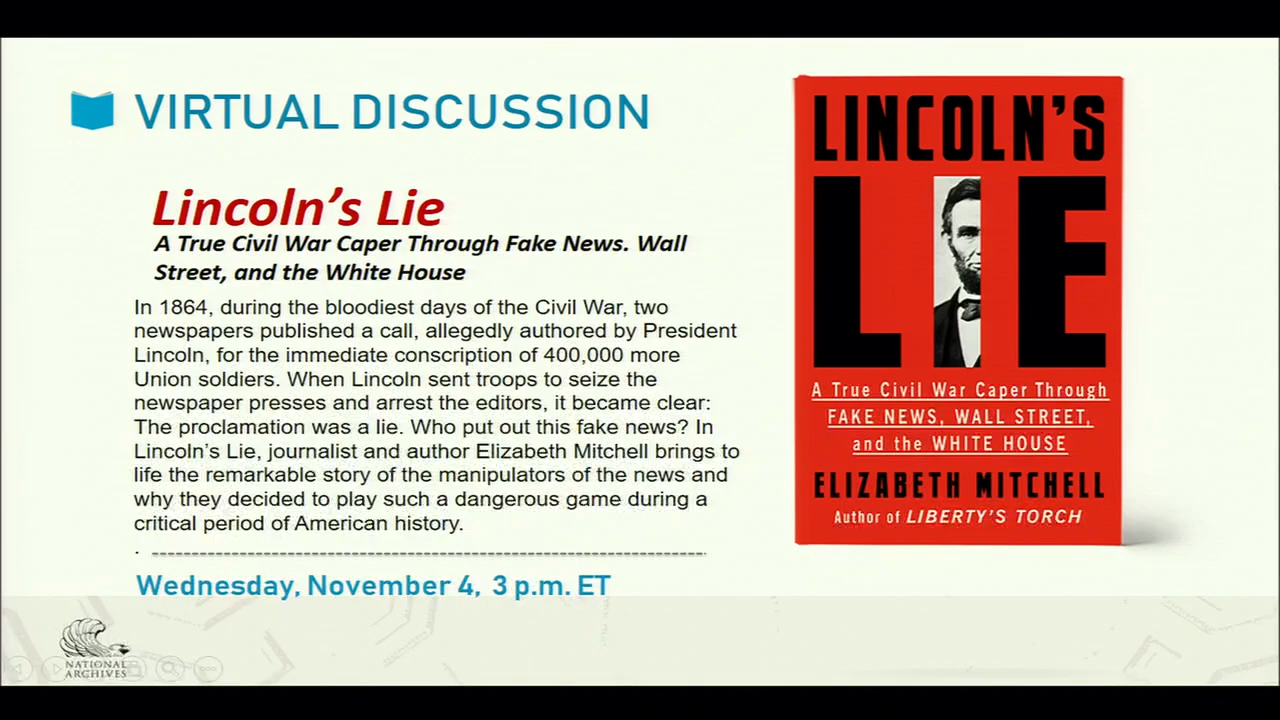 VIRTUAL DISCUSSION
Lincoln's Lie
A True Civil War Caper Through Fake News. Wall
Street, and the White House
In 1864, during the bloodiest days of the Civil War, two
newspapers published a call, allegedly authored by President
Lincoln, for the immediate conscription of 400,000 more
Union soldiers. When Lincoln sent troops to seize the
newspaper presses and arrest the editors, it became clear:
The proclamation was a lie. Who put out this fake news? In
Lincoln's Lie, journalist and author Elizabeth Mitchell brings to
life the remarkable story of the manipulators of the news and
why they decided to play such a dangerous game during a
critical period of American history.
. ----------------------------------------------------------------------
Wednesday, November 4, 3 p.m. ET
NATIONAL
ARCHIVES
LINCOLN'S
LIE
A True Civil War Caper Through
FAKE NEWS, WALL STREET,
and the WHITE HOUSE
ELIZABETH MITCHELL
Author of LIBERTY'S TORCH